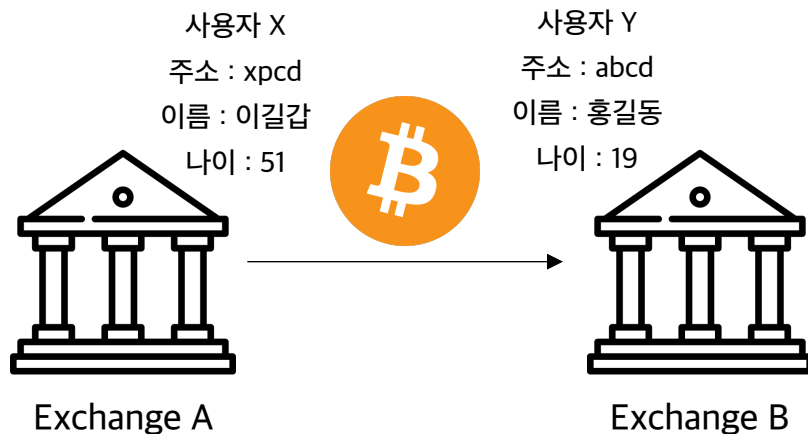 사용자 X
주소 : xpcd
이름 : 이길갑
나이 : 51
사용자 Y
주소 : abcd
이름 : 홍길동
나이 : 19
Exchange A
Exchange B